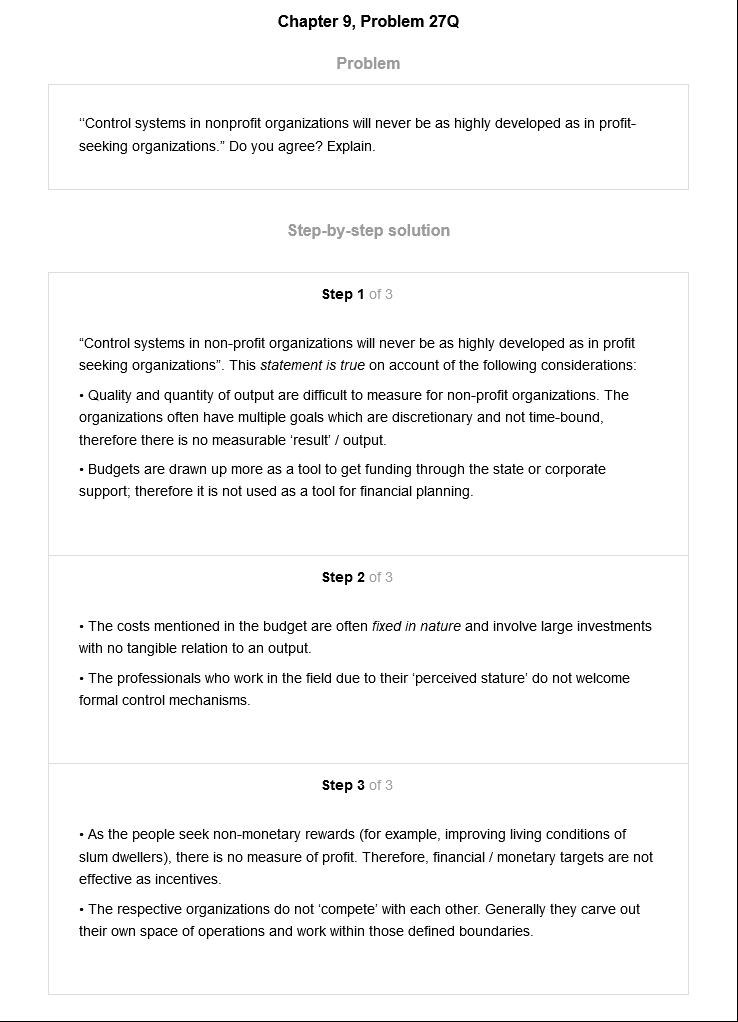 Chapter 9, Problem 27Q
Problem
“Control systems in nonprofit organizations will never be as highly developed as in profit-
seeking organizations.” Do you agree? Explain.
Step-by-step solution
Step 1 of 3
“Control systems in non-profit organizations will never be as highly developed as in profit
seeking organizations”. This statement is true on account of the following considerations:
• Quality and quantity of output are difficult to measure for non-profit organizations. The
organizations often have multiple goals which are discretionary and not time-bound,
therefore there is no measurable ‘result’ / output.
• Budgets are drawn up more as a tool to get funding through the state or corporate
support; therefore it is not used as a tool for financial planning.
Step 2 of 3
• The costs mentioned in the budget are often fixed in nature and involve large investments
with no tangible relation to an output.
• The professionals who work in the field due to their ‘perceived stature’ do not welcome
formal control mechanisms.
Step 3 of 3
• As the people seek non-monetary rewards (for example, improving living conditions of
slum dwellers), there is no measure of profit. Therefore, financial / monetary targets are not
effective as incentives.
• The respective organizations do not ‘compete’ with each other. Generally they carve out
their own space of operations and work within those defined boundaries.